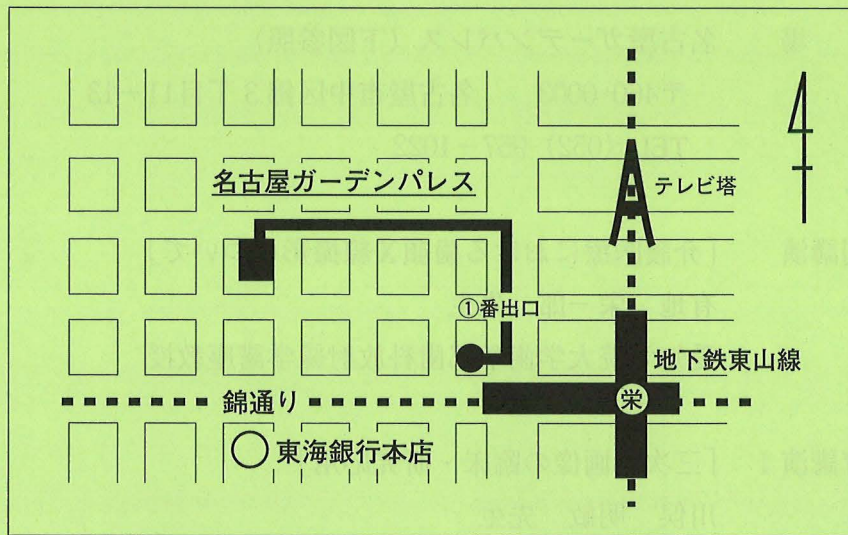 名古屋ガーデンパレス
テレビ塔
①番出口
地下鉄東山線
錦通り
栄
東海銀行本店